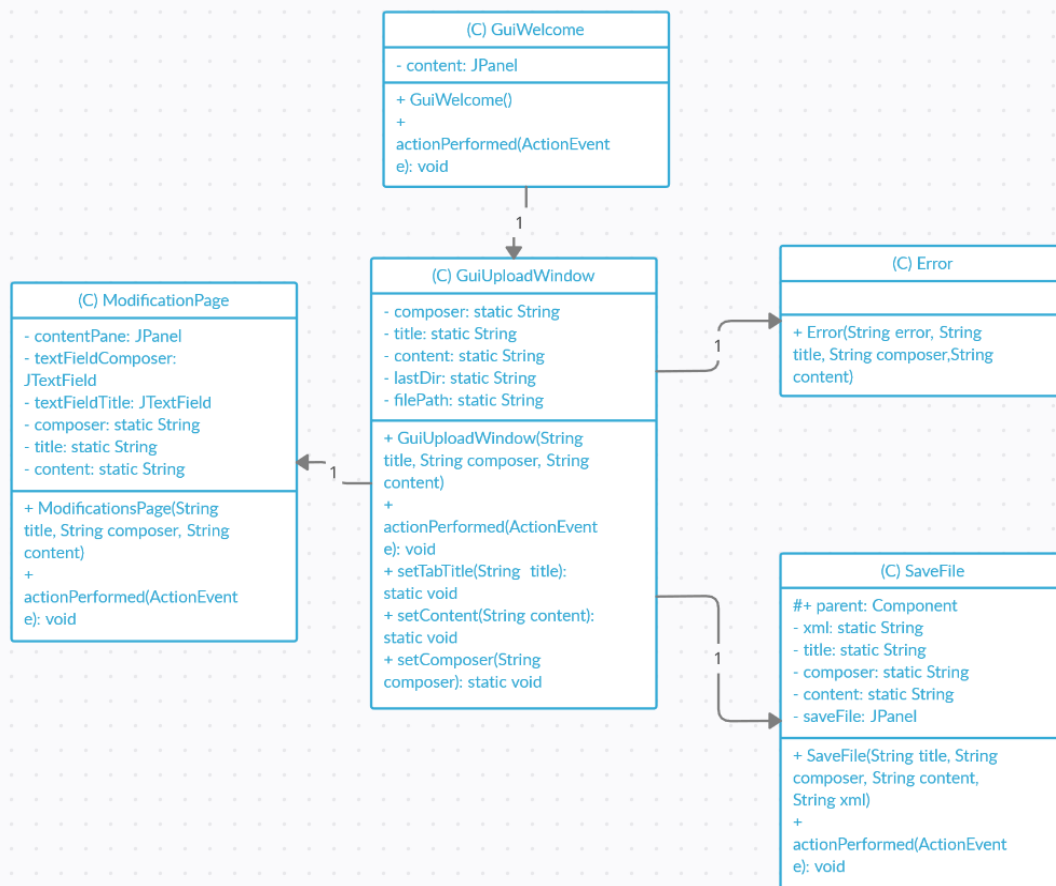 (C) GuiWelcome
- content: JPanel
+ GuiWelcome()
+
actionPerformed(ActionEvent
e): void
1
(C) ModificationPage
- contentPane: JPanel
- textFieldComposer:
JTextField
- textFieldTitle: JTextField
- composer: static String
- title: static String
- content: static String
+ ModificationsPage(String
title, String composer, String
content)
+
actionPerformed(ActionEvent
e): void
1
(C) GuiUploadWindow
- composer: static String
- title: static String
- content: static String
- lastDir: static String
- filePath: static String
+ GuiUploadWindow(String
title, String composer, String
content)
+
actionPerformed(ActionEvent
e): void
+ setTabTitle(String title):
static void
+ setContent(String content):
static void
+ setComposer(String
composer): static void
1
(C) Error
+ Error(String error, String
title, String composer,String
content)
1
(C) SaveFile
#+ parent: Component
- xml: static String
- title: static String
- composer: static String
- content: static String
- saveFile: JPanel
+ SaveFile(String title, String
composer, String content,
String xml)
+
actionPerformed(ActionEvent
e): void